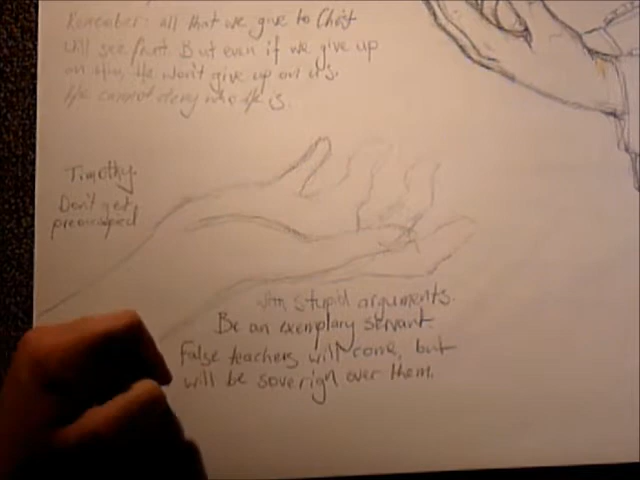 Remember: all that we give to Christ
will see fruit. But even if we give up
on Him, He won't give up on us.
He cannot deny who He is.
Timothy.
Don't get
preoccupied
with stupid arguments.
Be an exemplary servant.
False teachers will come, but
will be soverign over them.